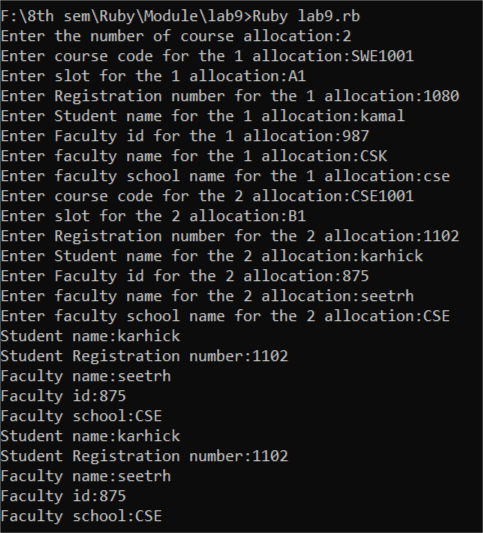 F:\8th sem\Ruby\Module\lab9>Ruby lab9.rb
Enter the number of course allocation:2
Enter course code for the 1 allocation:SWE1001
Enter slot for the 1 allocation:A1
Enter Registration number for the 1 allocation:1080
Enter Student name for the 1 allocation:kamal
Enter Faculty id for the 1 allocation:987
Enter faculty name for the 1 allocation:CSK
Enter faculty school name for the 1 allocation:cse
Enter course code for the 2 allocation:CSE1001
Enter slot for the 2 allocation:B1
Enter Registration number for the 2 allocation:1102
Enter Student name for the 2 allocation:karhick
Enter Faculty id for the 2 allocation:875
Enter faculty name for the 2 allocation:seetrh
Enter faculty school name for the 2 allocation:CSE
Student name:karhick
Student Registration number:1102
Faculty name:seetrh
Faculty id:875
Faculty school:CSE
Student name:karhick
Student Registration number:1102
Faculty name:seetrh
Faculty id:875
Faculty school:CSE